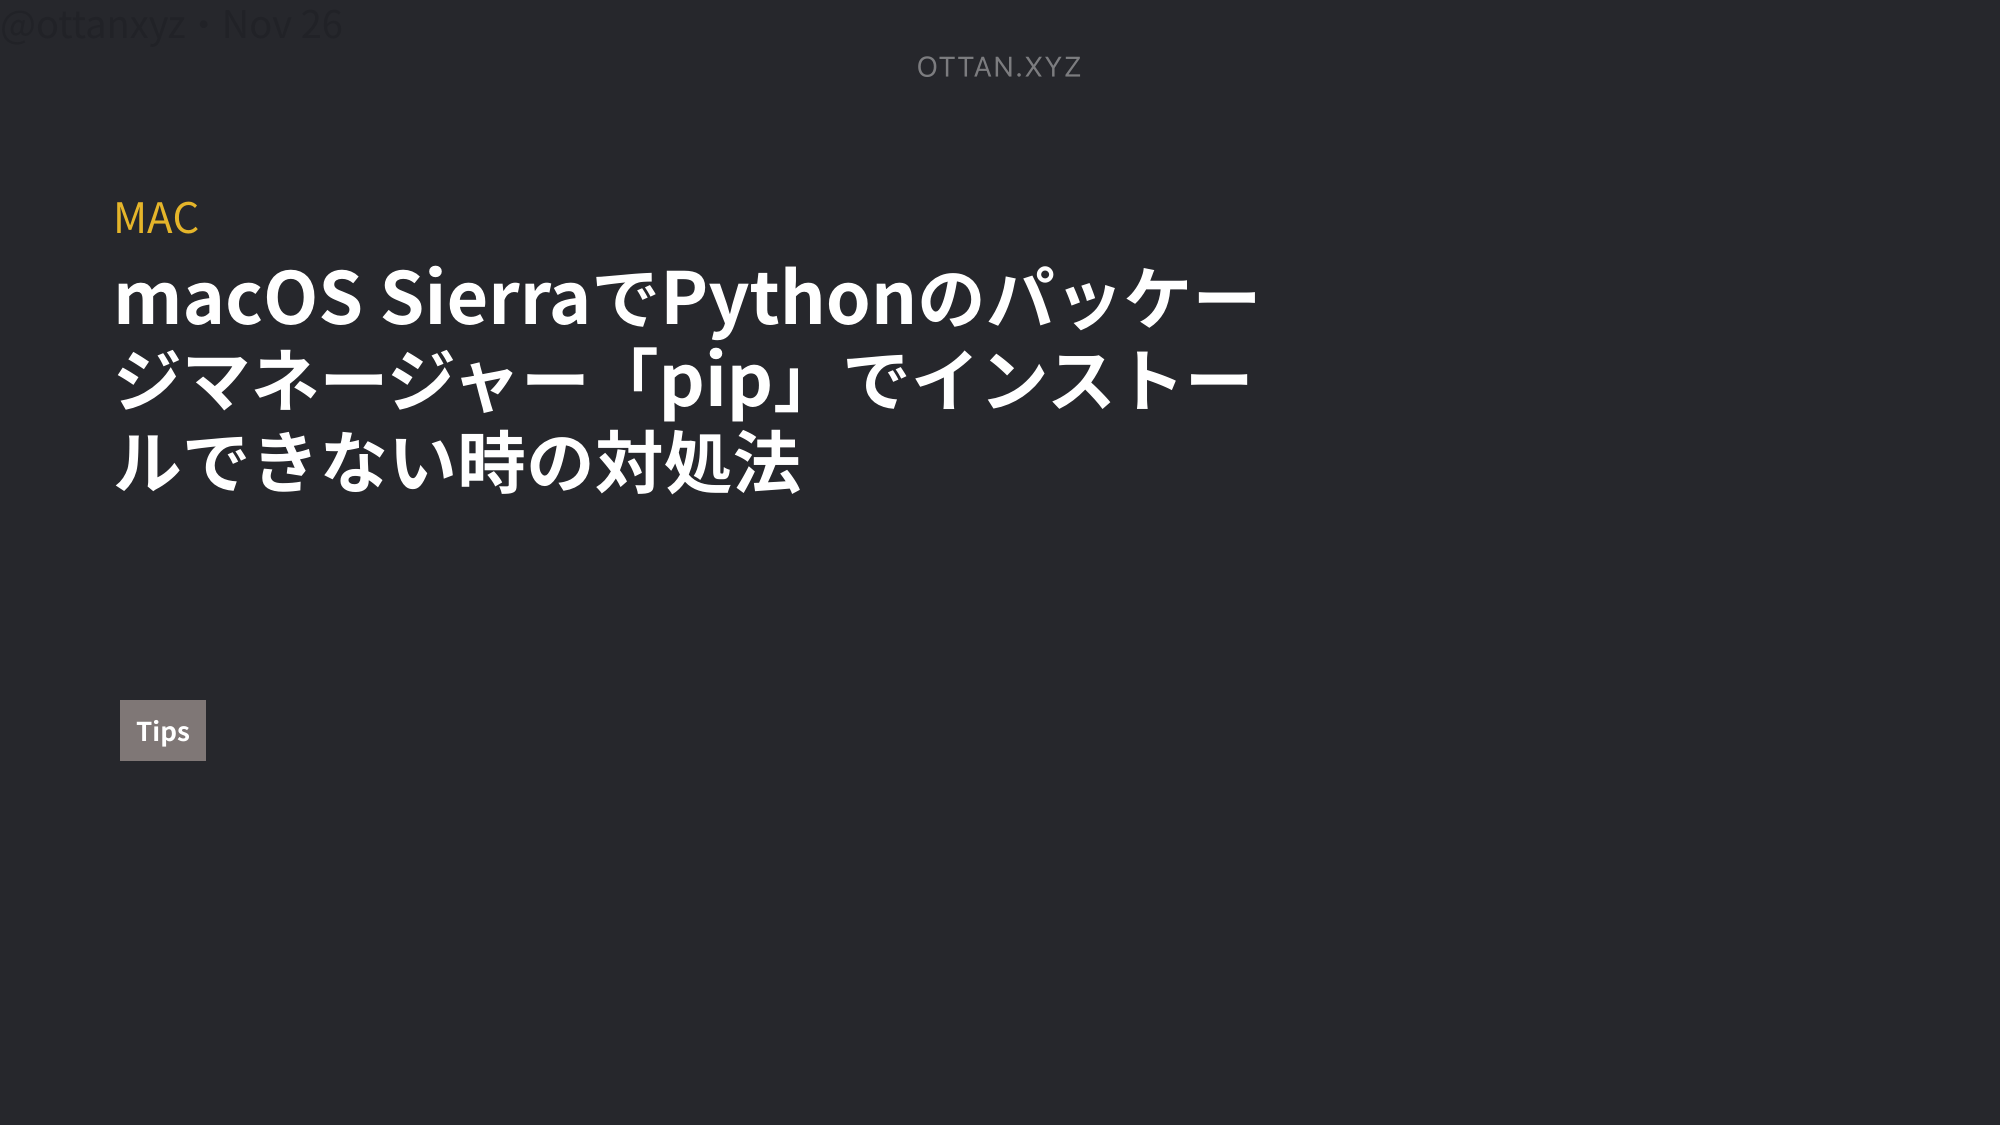 @ottanxyz・Nov 26
OTTAN.XYZ
MAC
macOS SierraでPythonのパッケー
ジマネージャー「pip」でインストー
ルできない時の対処法
Tips